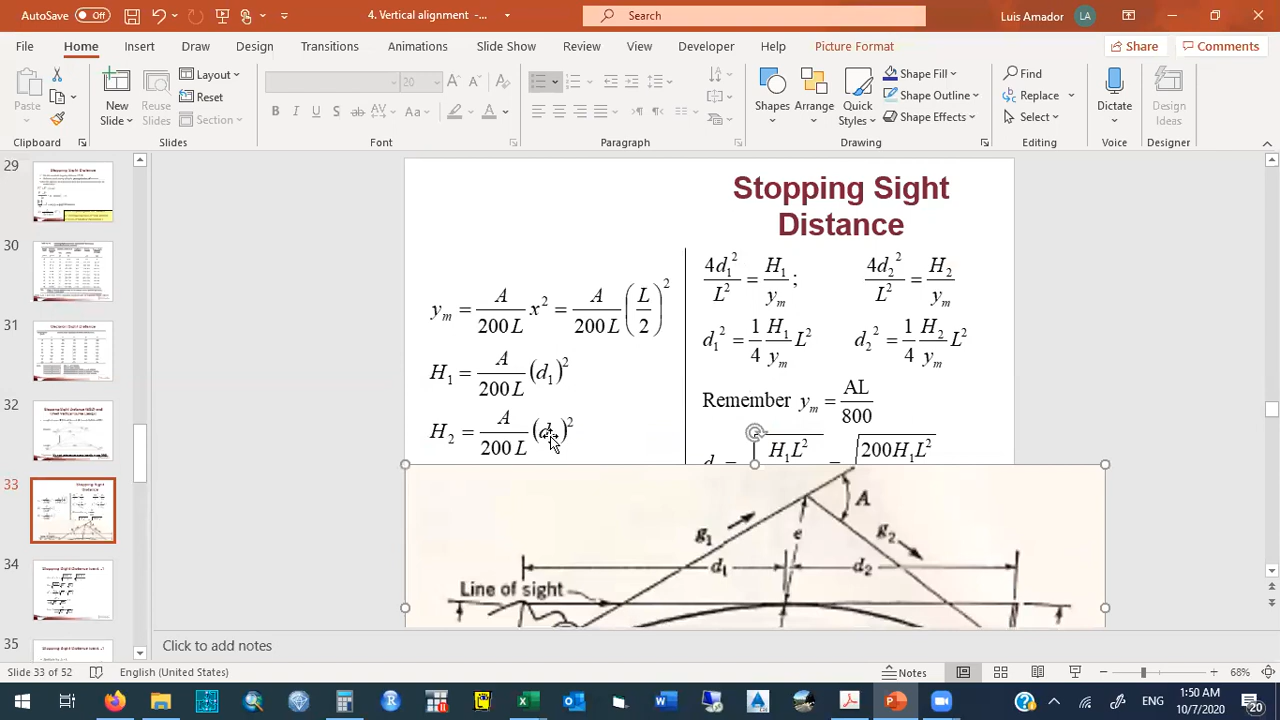 4. Vertical alignment -...
Search
Luis Amador
LA
File
Home
Insert
Draw
Design
Transitions
Animations
Slide Show
Review
View
Developer
Help
Picture Format
Share
Comments
Paste
New
Slide
Reuse
Slides
Layout
Reset
Section
20
Shapes
Arrange
Quick
Styles
Shape Fill
Shape Outline
Shape Effects
Find
Replace
Select
Dictate
Design
Ideas
Clipboard
Slides
Font
Paragraph
Drawing
Editing
Voice
Designer
29
30
31
32
33
34
35
Stopping Sight
Distance
y_m = A/200L x² = A/200L (L/2)²
H₁ = A/200L (d₁)²
H₂ = A/200L (d₂)²
4d₁²/L² = H₁/y_m ; 4d₂²/L² = H₂/y_m
d₁² = 1/4 H₁/y_m L² d₂² = 1/4 H₂/y_m L²
Remember y_m = AL/800
H₁L² = √200H₁L²
g₁
A
e
g₂
d₁
d₂
Line of sight
Click to add notes
Slide 33 of 52
English (United States)
Notes
68%
ENG
1:50 AM
10/7/2020
20